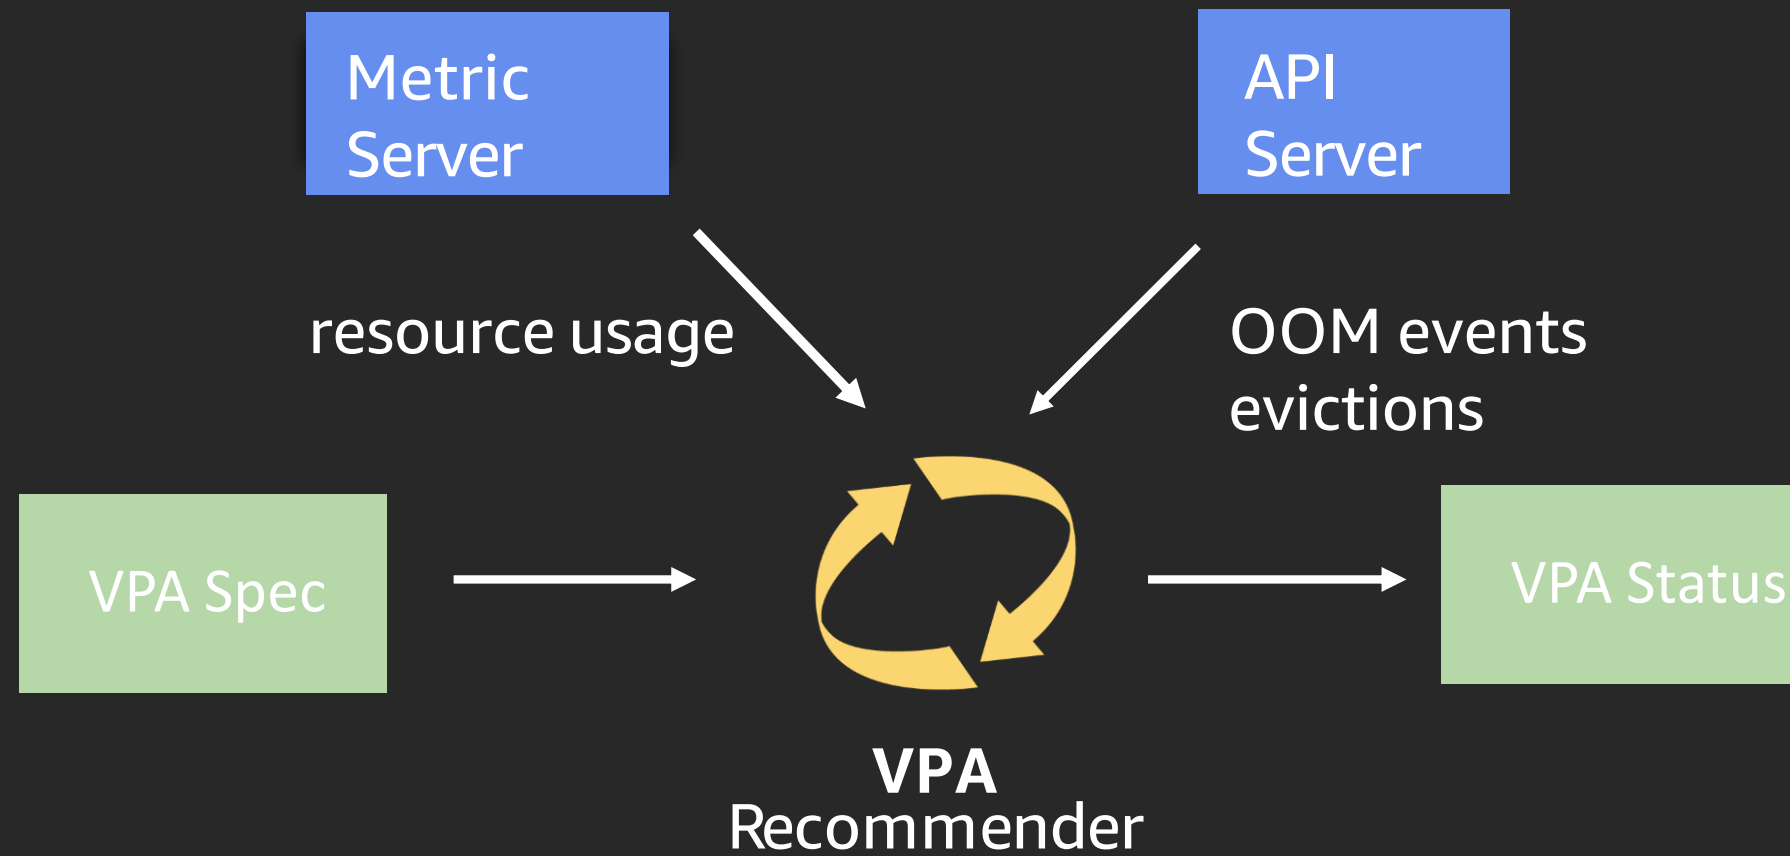 Metric
Server
API
Server
resource usage
OOM events
evictions
VPA Spec
VPA Status
VPA
Recommender